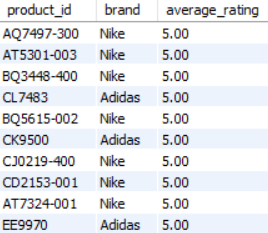 product_id brand average_rating
AQ7497-300 Nike 5.00
AT5301-003 Nike 5.00
BQ3448-400 Nike 5.00
CL7483 Adidas 5.00
BQ5615-002 Nike 5.00
CK9500 Adidas 5.00
CJ0219-400 Nike 5.00
CD2153-001 Nike 5.00
AT7324-001 Nike 5.00
EE9970 Adidas 5.00